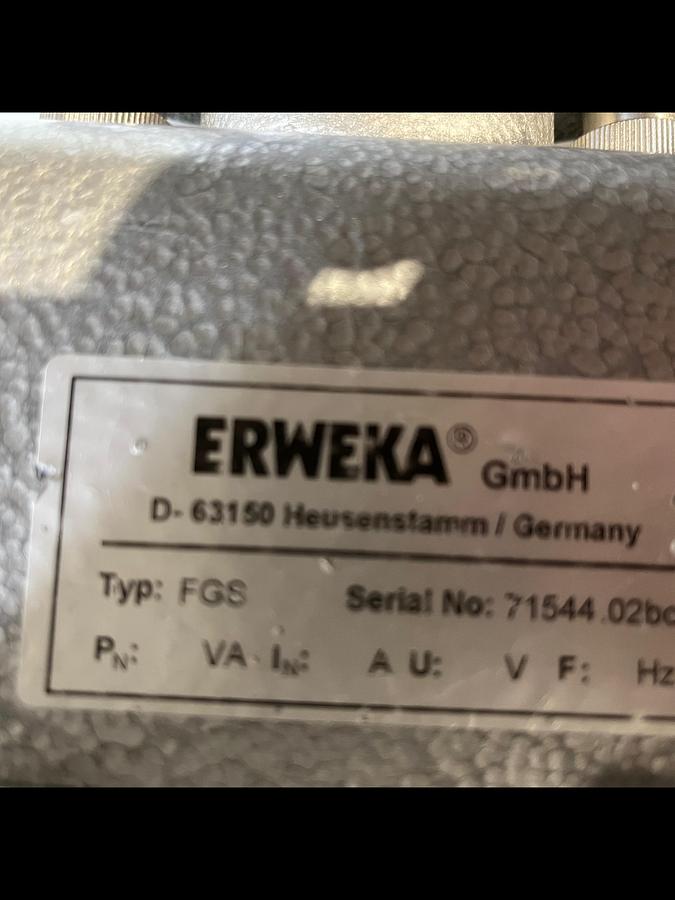 ERWEKA® GmbH
D- 63150 Heusenstamm / Germany
Typ: FGS Serial No: 71544.02bc
PN: VA IN: A U: V F: Hz